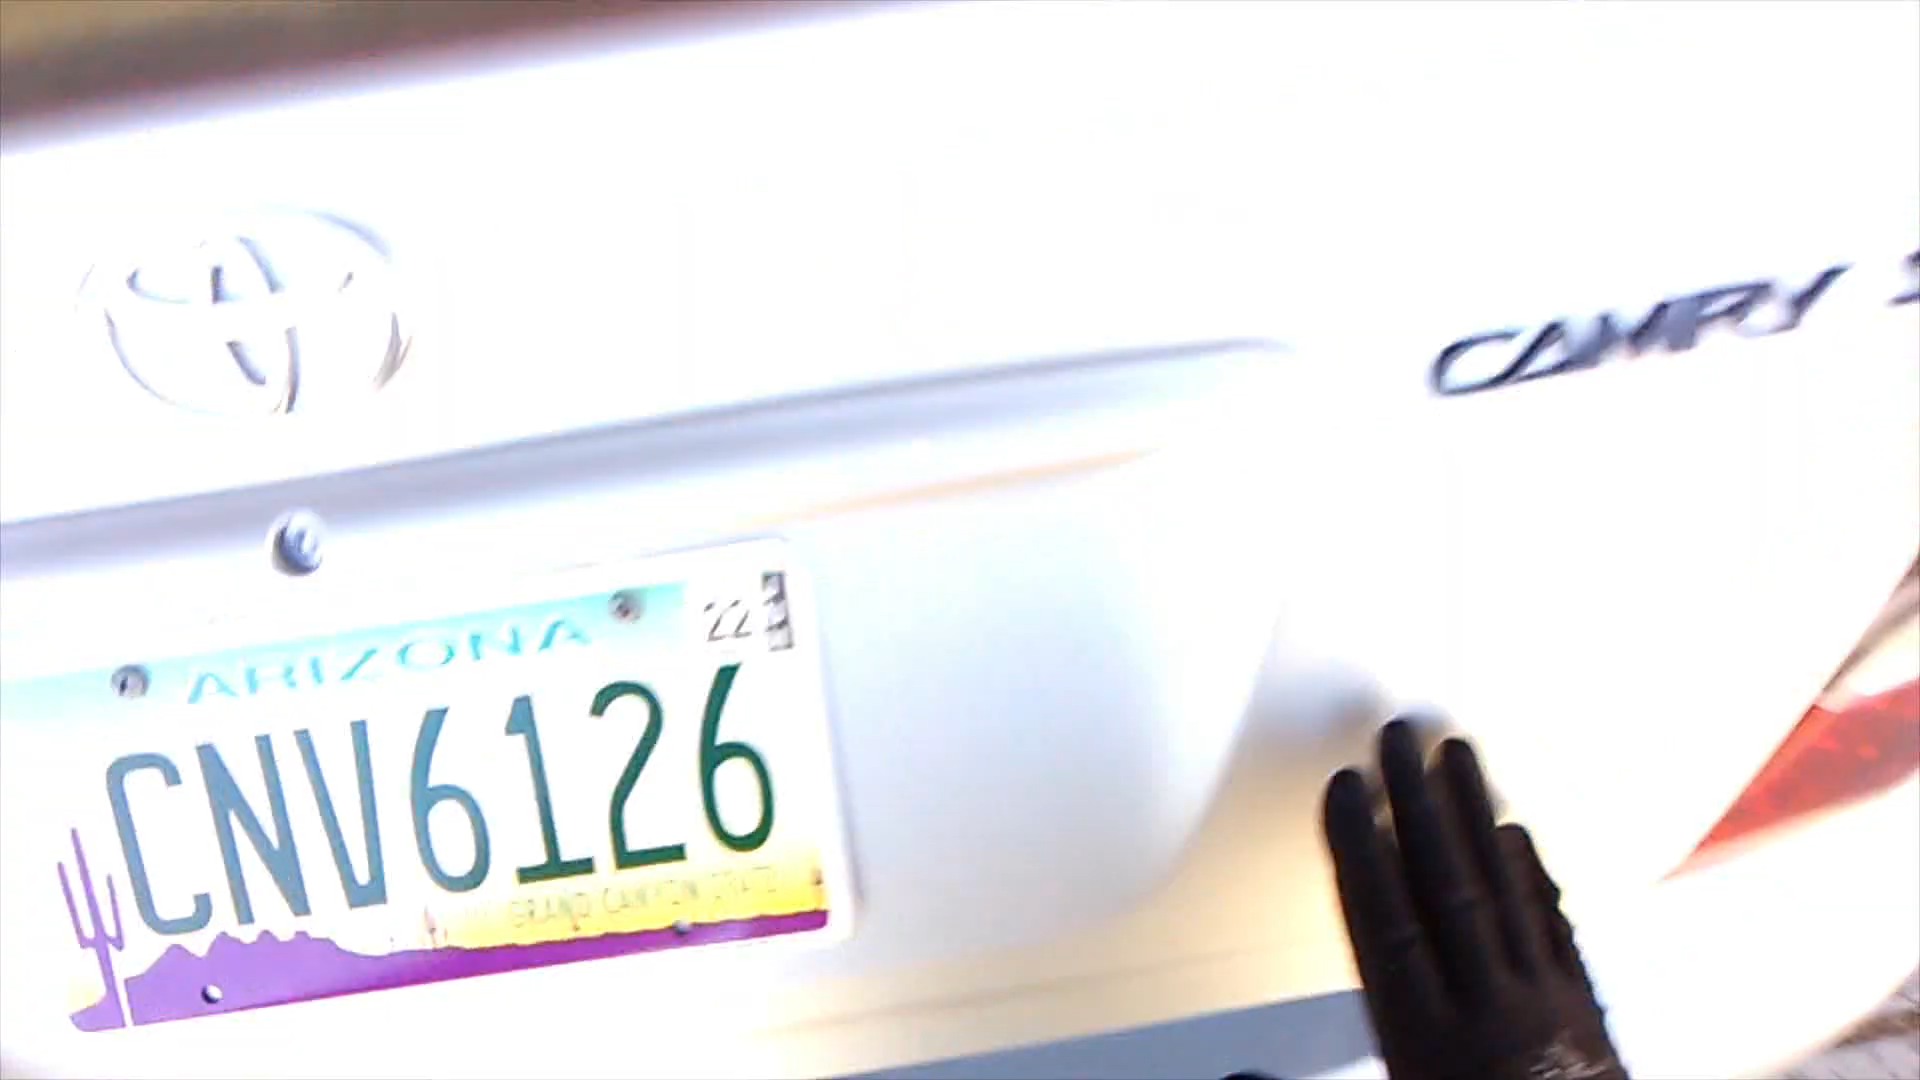 CAMRY
ARIZONA
22
CNV6126
GRAND CANYON STATE